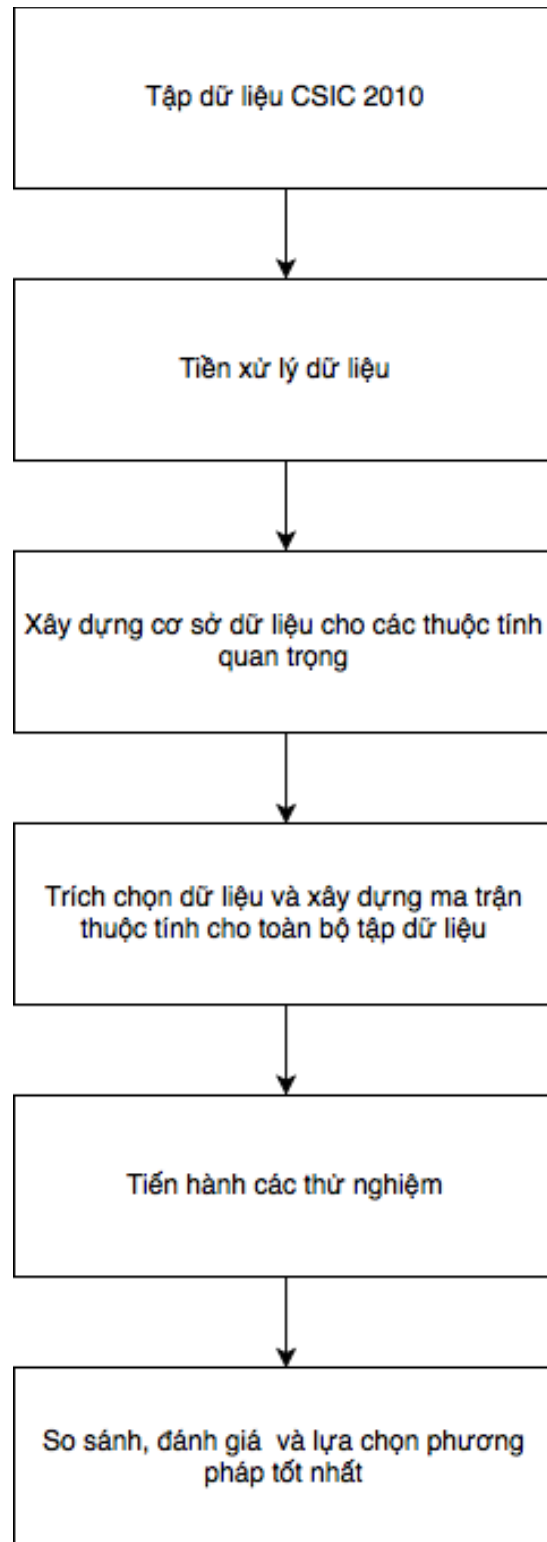 Tập dữ liệu CSIC 2010
Tiền xử lý dữ liệu
Xây dựng cơ sở dữ liệu cho các thuộc tính
quan trọng
Trích chọn dữ liệu và xây dựng ma trận
thuộc tính cho toàn bộ tập dữ liệu
Tiến hành các thử nghiệm
So sánh, đánh giá và lựa chọn phương
pháp tốt nhất